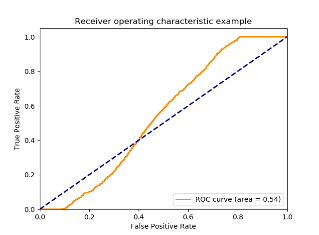 Receiver operating characteristic example
True Positive Rate
1.0
0.8
0.6
0.4
0.2
0.0
ROC curve (area = 0.54)
0.0 0.2 0.4 0.6 0.8 1.0
False Positive Rate